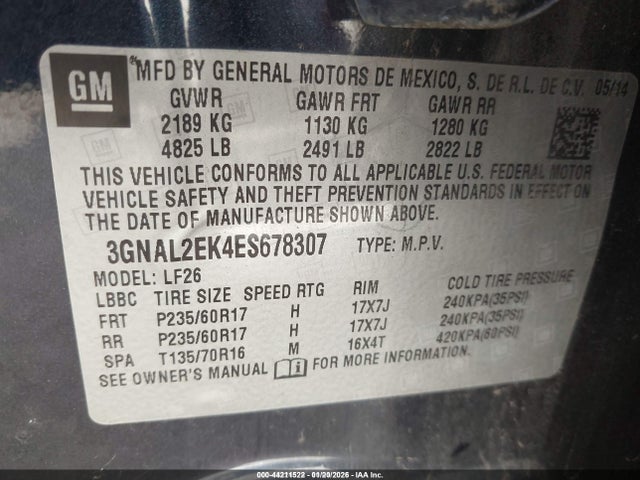 GM
*MFD BY GENERAL MOTORS DE MEXICO, S. DE R.L. DE C.V. 05/14
GVWR GAWR FRT GAWR RR
2189 KG 1130 KG 1280 KG
4825 LB 2491 LB 2822 LB
THIS VEHICLE CONFORMS TO ALL APPLICABLE U.S. FEDERAL MOTOR
VEHICLE SAFETY AND THEFT PREVENTION STANDARDS IN EFFECT ON
THE DATE OF MANUFACTURE SHOWN ABOVE.
3GNAL2EK4ES678307 TYPE: M.P.V.
MODEL: LF26
LBBC TIRE SIZE SPEED RTG RIM COLD TIRE PRESSURE
FRT P235/60R17 H 17X7J 240KPA(35PSI)
RR P235/60R17 H 17X7J 240KPA(35PSI)
SPA T135/70R16 M 16X4T 420KPA(60PSI)
SEE OWNER'S MANUAL i FOR MORE INFORMATION.
000-44211522 - 01/20/2026 - IAAI.COM - COPART